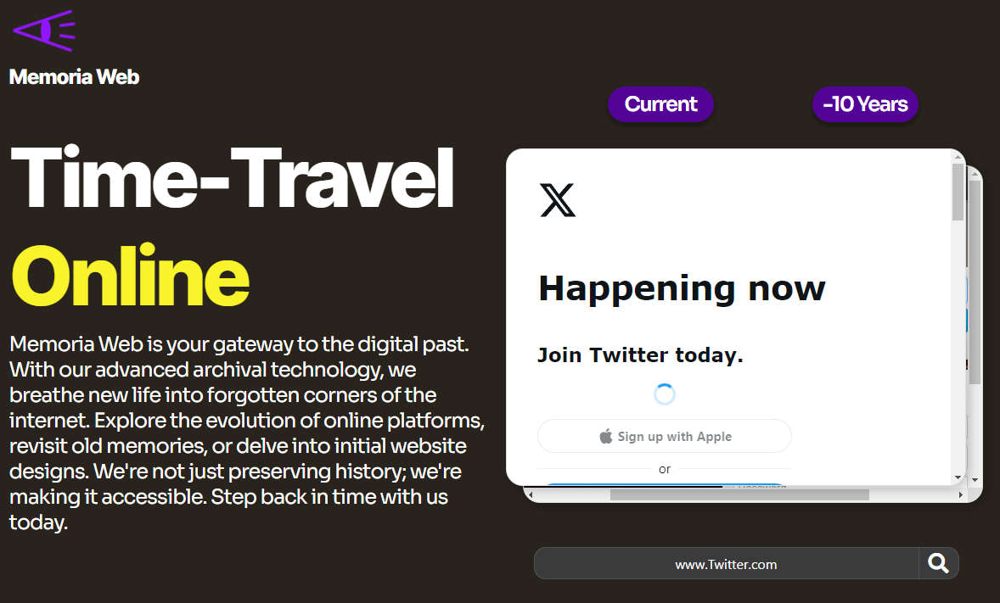 Memoria Web
Current
-10 Years
Time-Travel
Online
Memoria Web is your gateway to the digital past.
With our advanced archival technology, we
breathe new life into forgotten corners of the
internet. Explore the evolution of online platforms,
revisit old memories, or delve into initial website
designs. We're not just preserving history; we're
making it accessible. Step back in time with us
today.
X
Happening now
Join Twitter today.
Sign up with Apple
or
www.Twitter.com